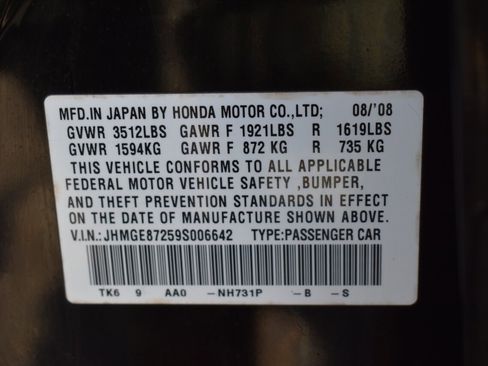 MFD.IN JAPAN BY HONDA MOTOR CO.,LTD; 08/'08
GVWR 3512LBS GAWR F 1921LBS R 1619LBS
GVWR 1594KG GAWR F 872 KG R 735 KG
THIS VEHICLE CONFORMS TO ALL APPLICABLE
FEDERAL MOTOR VEHICLE SAFETY ,BUMPER,
AND THEFT PREVENTION STANDARDS IN EFFECT
ON THE DATE OF MANUFACTURE SHOWN ABOVE.
V.I.N.: JHMGE87259S006642 TYPE:PASSENGER CAR
TK6 9 AA0 -NH731P -B -S